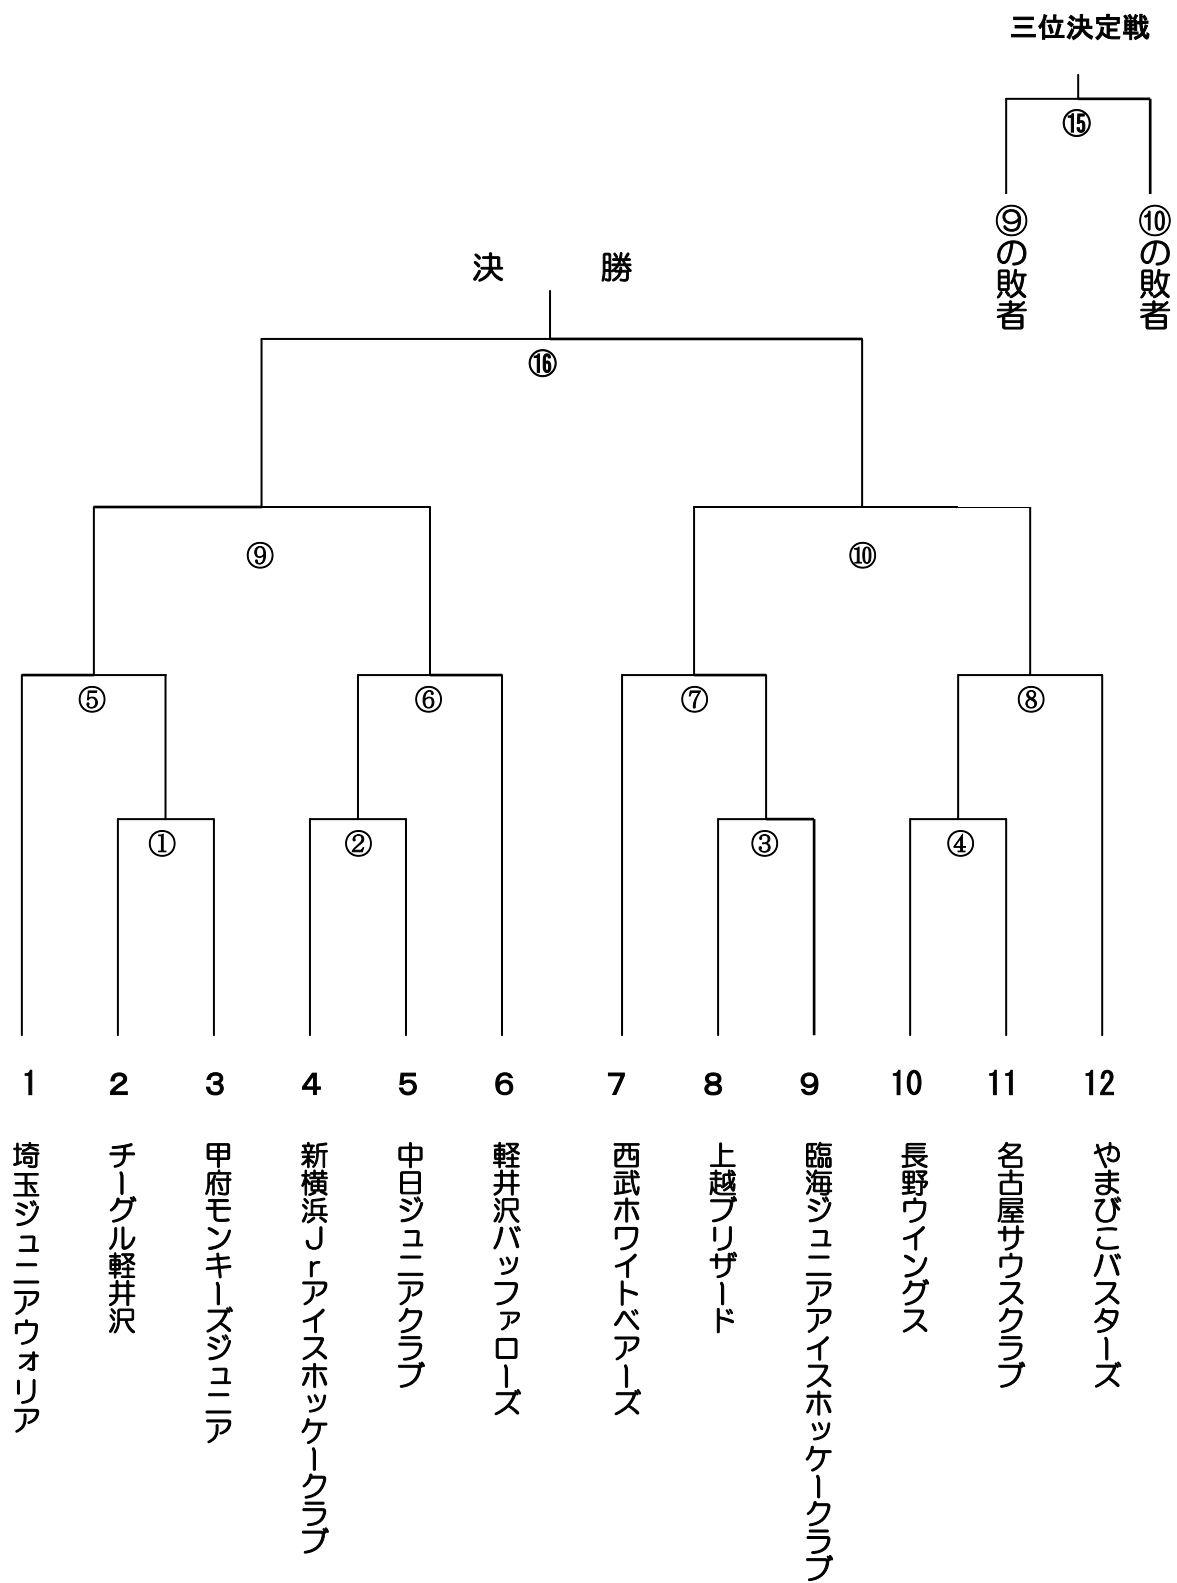 三位決定戦
⑮
⑨の敗者
⑩の敗者
決 勝
⑯
⑨
⑩
⑤
⑥
⑦
⑧
①
②
③
④
1
2
3
4
5
6
7
8
9
10
11
12
埼玉ジュニアウォリア
チーグル軽井沢
甲府モンキーズジュニア
新横浜Jrアイスホッケークラブ
中日ジュニアクラブ
軽井沢バッファローズ
西武ホワイトベアーズ
上越ブリザード
臨海ジュニアアイスホッケークラブ
長野ウイングス
名古屋サウスクラブ
やまびこバスターズ